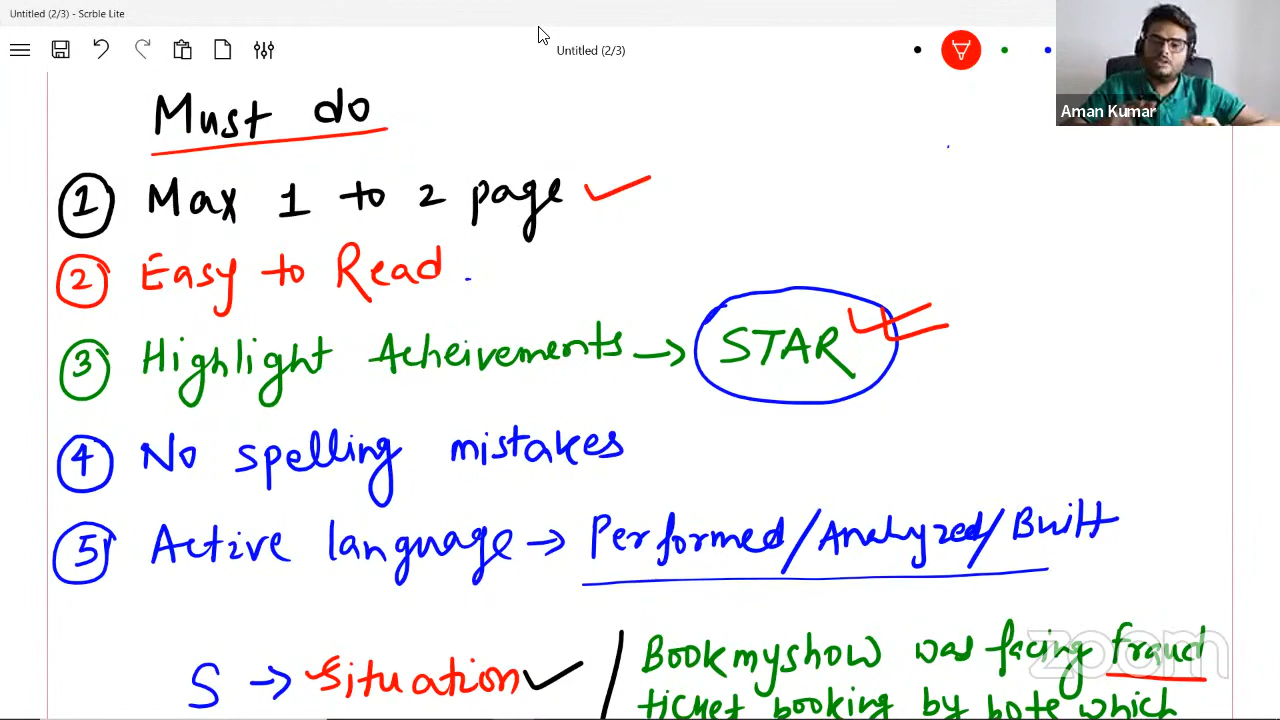 Untitled (2/3) - Scrble Lite
Untitled (2/3)
Aman Kumar
Must do
1 Max 1 to 2 page
2 Easy to Read
3 Highlight Acheivements → STAR
4 No spelling mistakes
5 Active language → Performed/Analyzed/Built
S → Situation
Bookmyshow was facing fraud
ticket booking by bots which
zoom